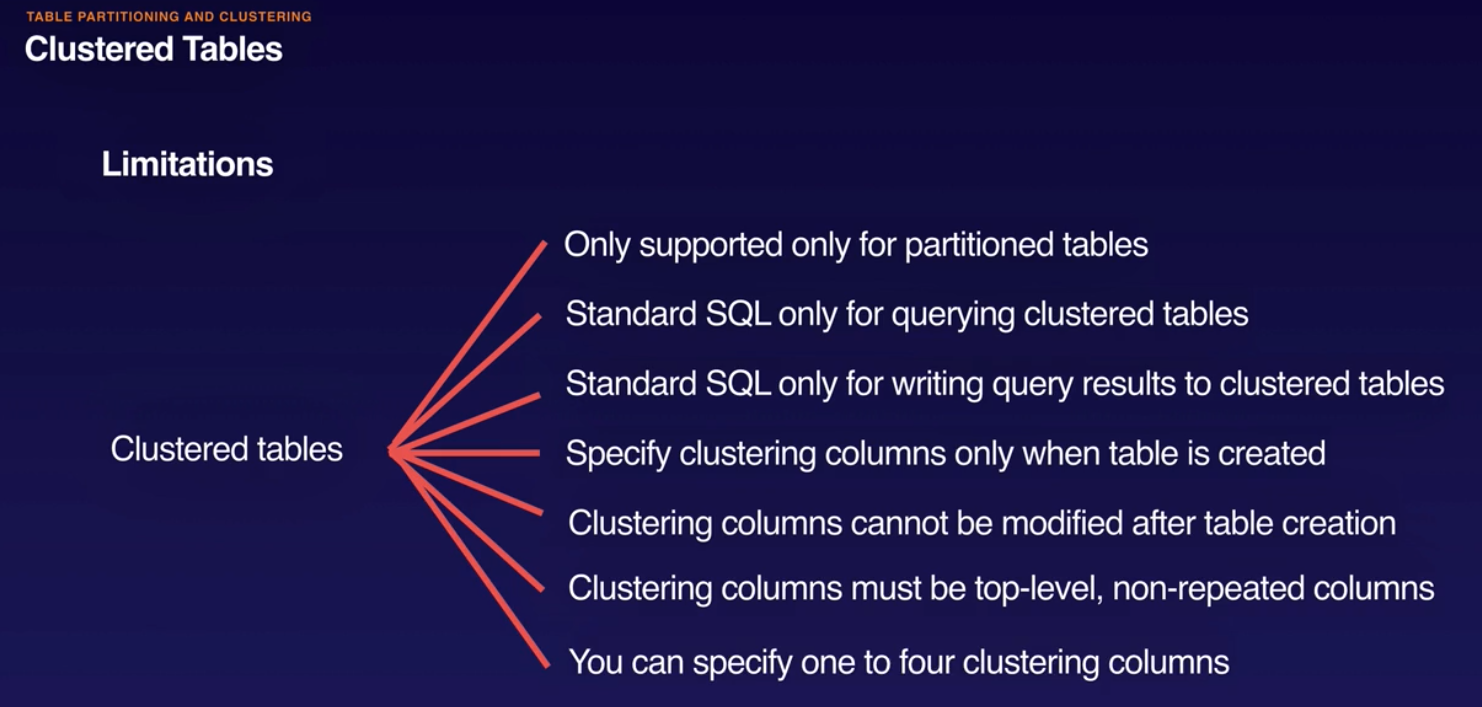 TABLE PARTITIONING AND CLUSTERING
Clustered Tables
Limitations
Only supported only for partitioned tables
Standard SQL only for querying clustered tables
Standard SQL only for writing query results to clustered tables
Clustered tables
Specify clustering columns only when table is created
Clustering columns cannot be modified after table creation
Clustering columns must be top-level, non-repeated columns
You can specify one to four clustering columns